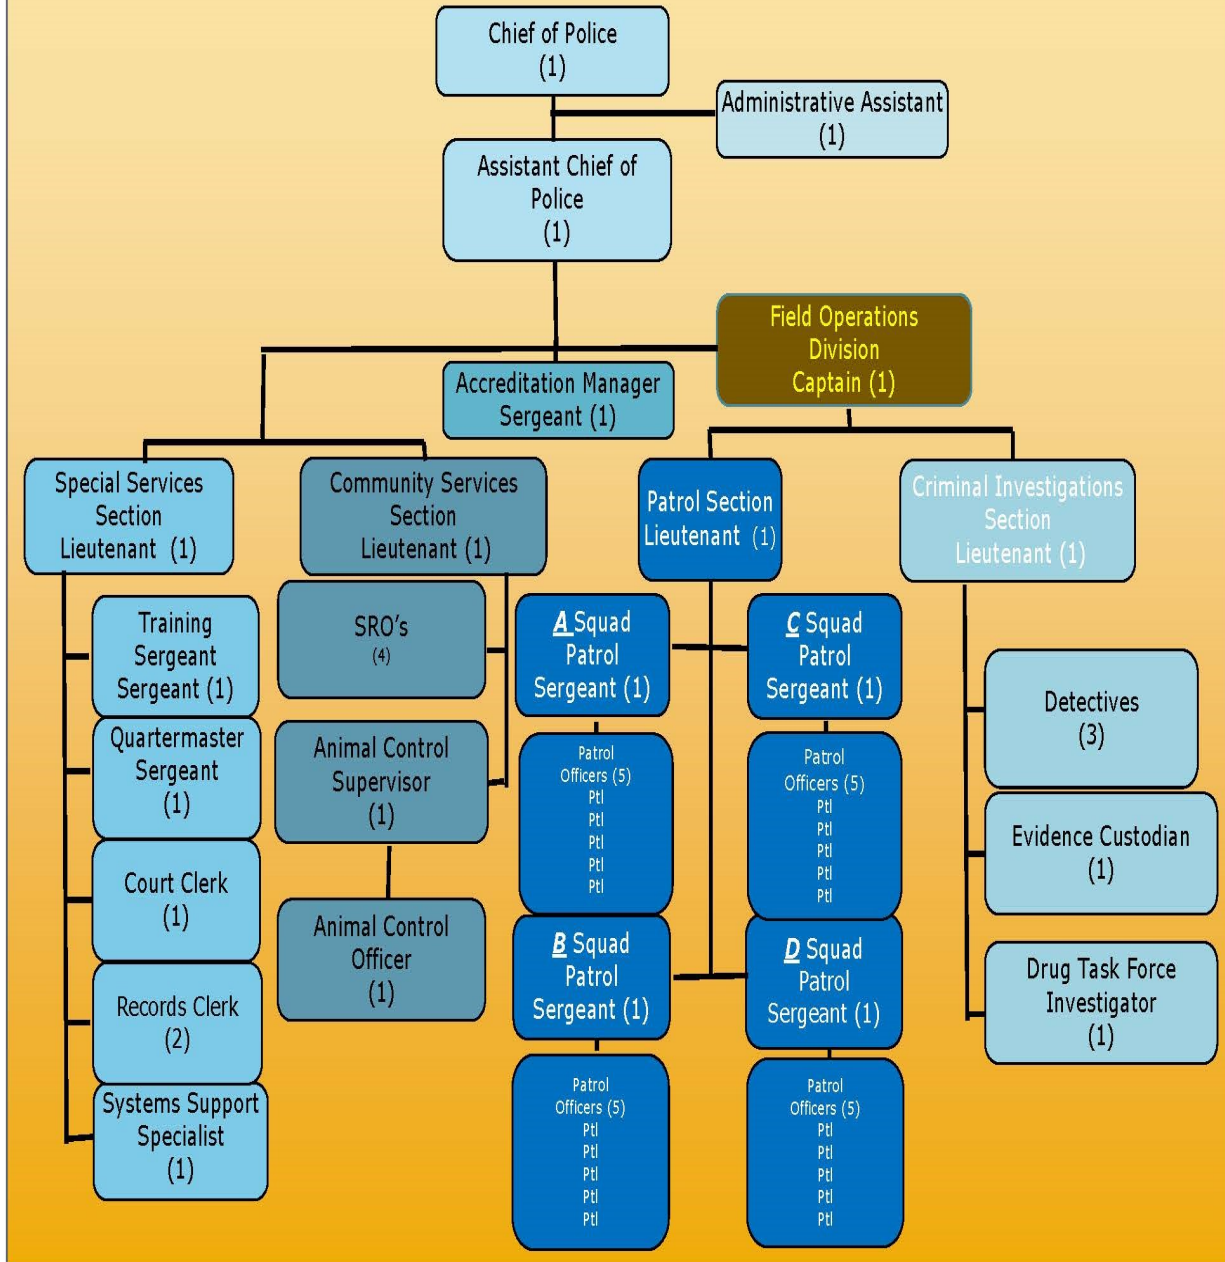 Chief of Police
(1)
Administrative Assistant
(1)
Assistant Chief of
Police
(1)
Field Operations
Division
Captain (1)
Accreditation Manager
Sergeant (1)
Special Services
Section
Lieutenant (1)
Community Services
Section
Lieutenant (1)
Patrol Section
Lieutenant (1)
Criminal Investigations
Section
Lieutenant (1)
Training
Sergeant
Sergeant (1)
Quartermaster
Sergeant
(1)
Court Clerk
(1)
Records Clerk
(2)
Systems Support
Specialist
(1)
SRO's
(4)
Animal Control
Supervisor
(1)
Animal Control
Officer
(1)
A Squad
Patrol
Sergeant (1)
Patrol
Officers (5)
Ptl
Ptl
Ptl
Ptl
Ptl
B Squad
Patrol
Sergeant (1)
Patrol
Officers (5)
Ptl
Ptl
Ptl
Ptl
Ptl
C Squad
Patrol
Sergeant (1)
Patrol
Officers (5)
Ptl
Ptl
Ptl
Ptl
Ptl
D Squad
Patrol
Sergeant (1)
Patrol
Officers (5)
Ptl
Ptl
Ptl
Ptl
Ptl
Detectives
(3)
Evidence Custodian
(1)
Drug Task Force
Investigator
(1)